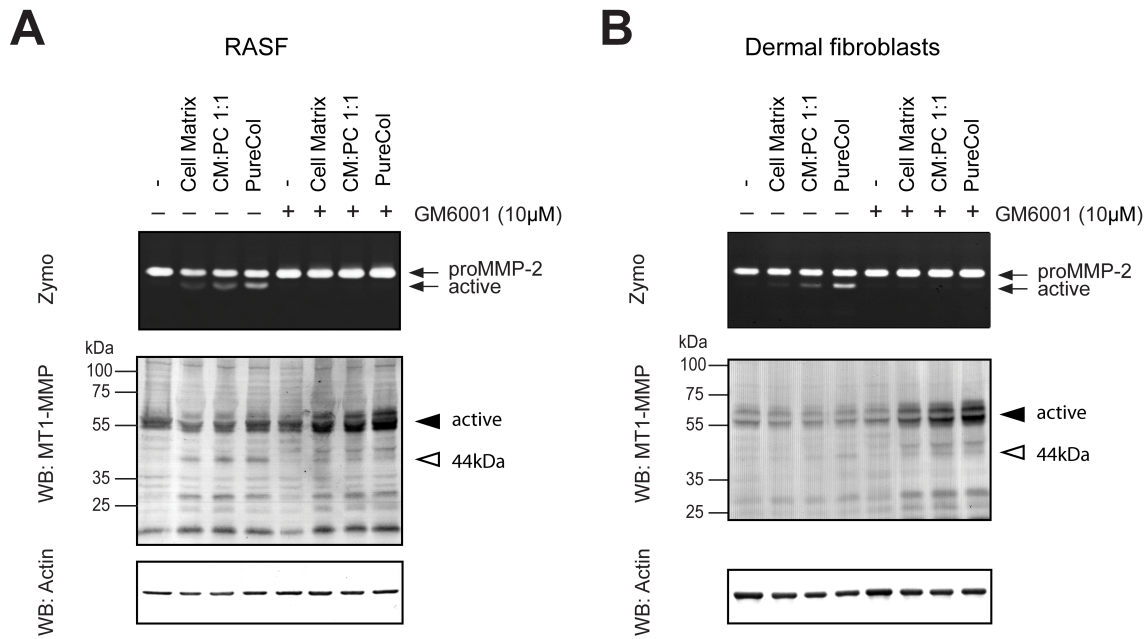 A
RASF
-
Cell Matrix
CM:PC 1:1
PureCol
-
Cell Matrix
CM:PC 1:1
PureCol
– – – – + + + + GM6001 (10μM)
Zymo
proMMP-2
active
kDa
100
75
55
35
25
WB: MT1-MMP
active
44kDa
WB: Actin
B
Dermal fibroblasts
-
Cell Matrix
CM:PC 1:1
PureCol
-
Cell Matrix
CM:PC 1:1
PureCol
– – – – + + + + GM6001 (10μM)
Zymo
proMMP-2
active
kDa
100
75
55
35
25
WB: MT1-MMP
active
44kDa
WB: Actin